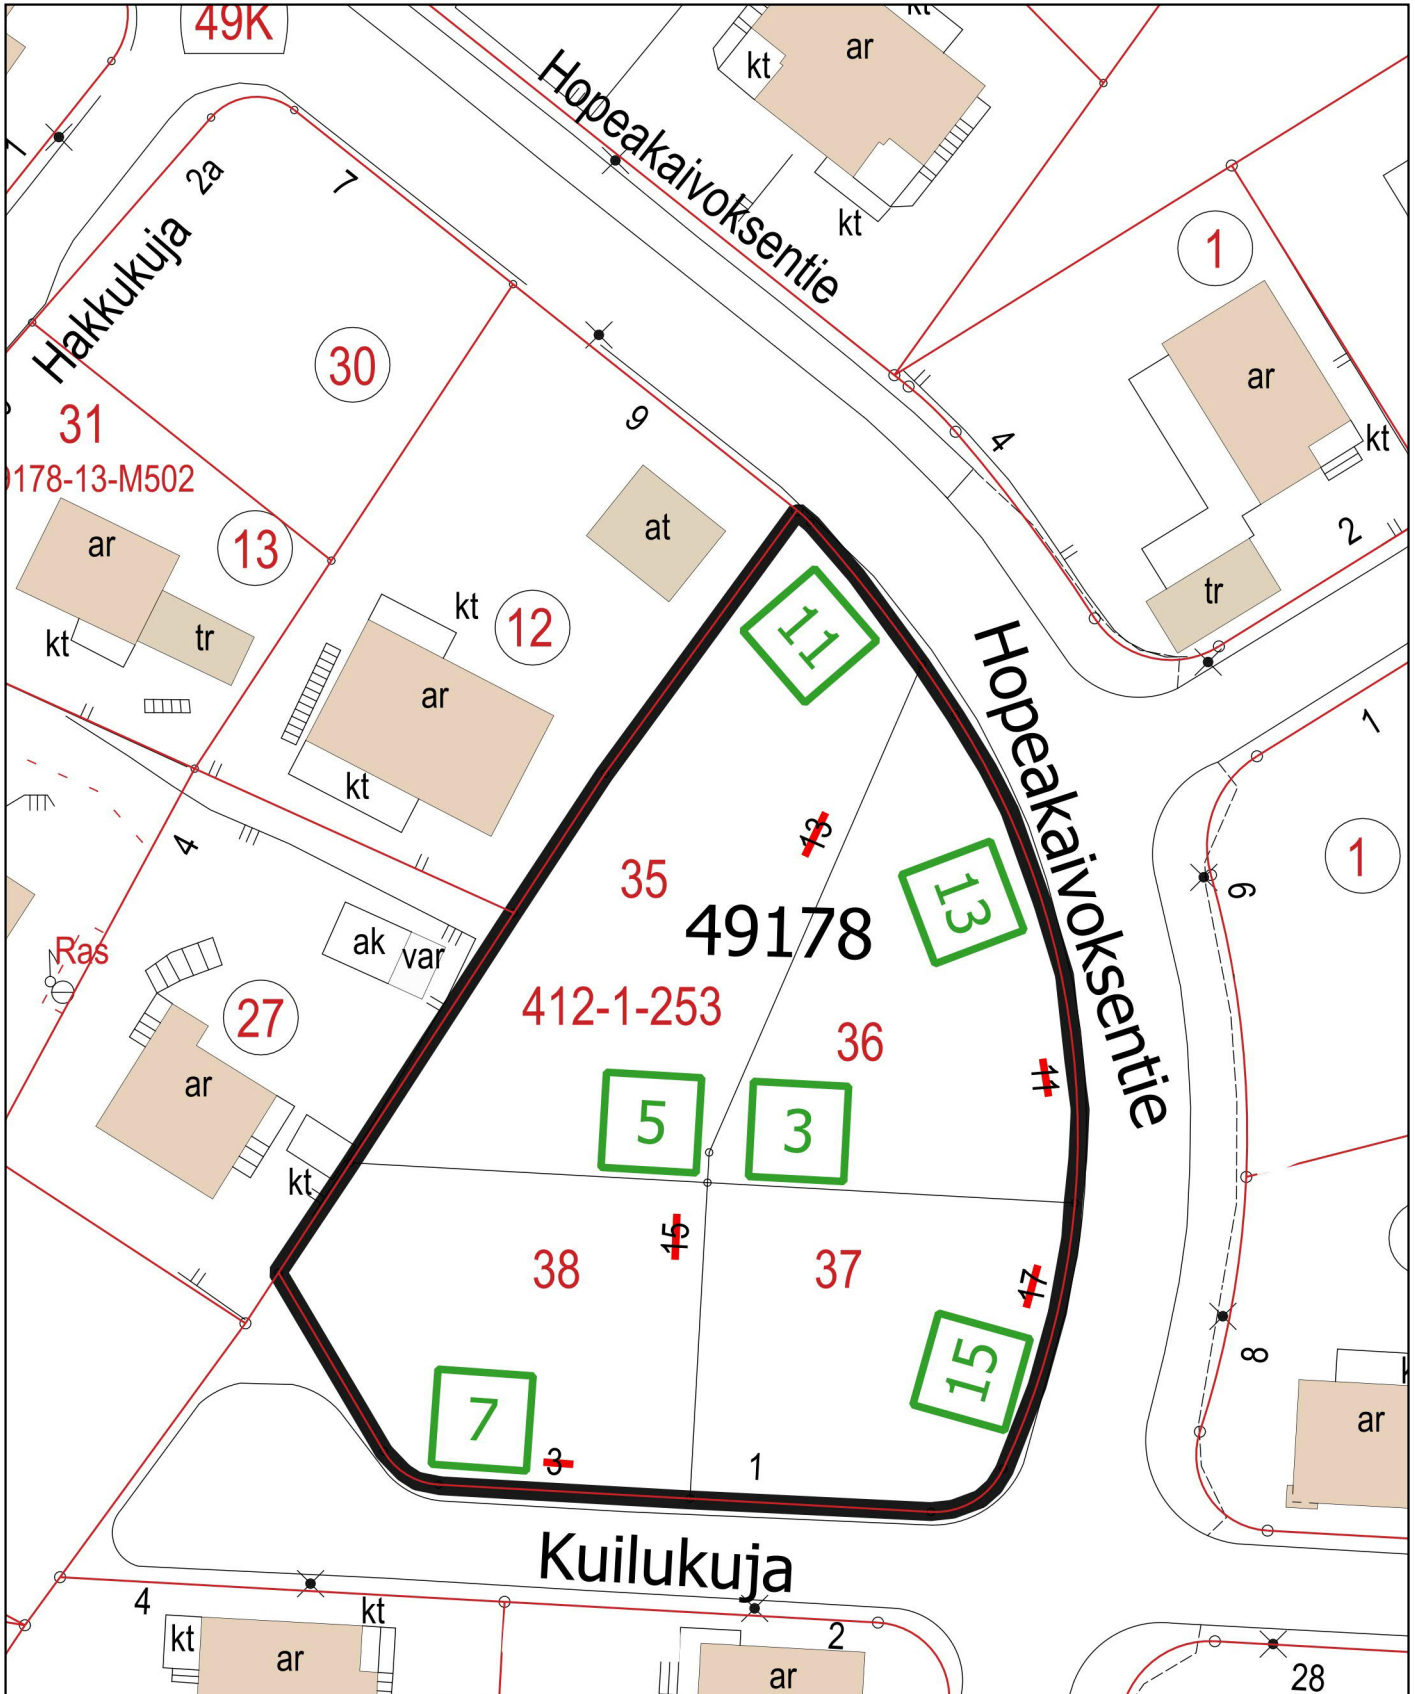 49K
kt
ar
kt
kt
Hopeakaivoksentie
1
2a
7
Hakkukuja
1
30
9
4
ar
kt
31
178-13-M502
ar
13
at
2
tr
kt
tr
kt
12
ar
kt
11
Hopeakaivoksentie
1
4
13
35
49178
13
1
6
ak
var
Ras
27
ar
412-1-253
36
11
5
3
kt
15
38
37
17
15
8
7
3
1
ar
Kuilukuja
4
kt
kt
ar
2
ar
28